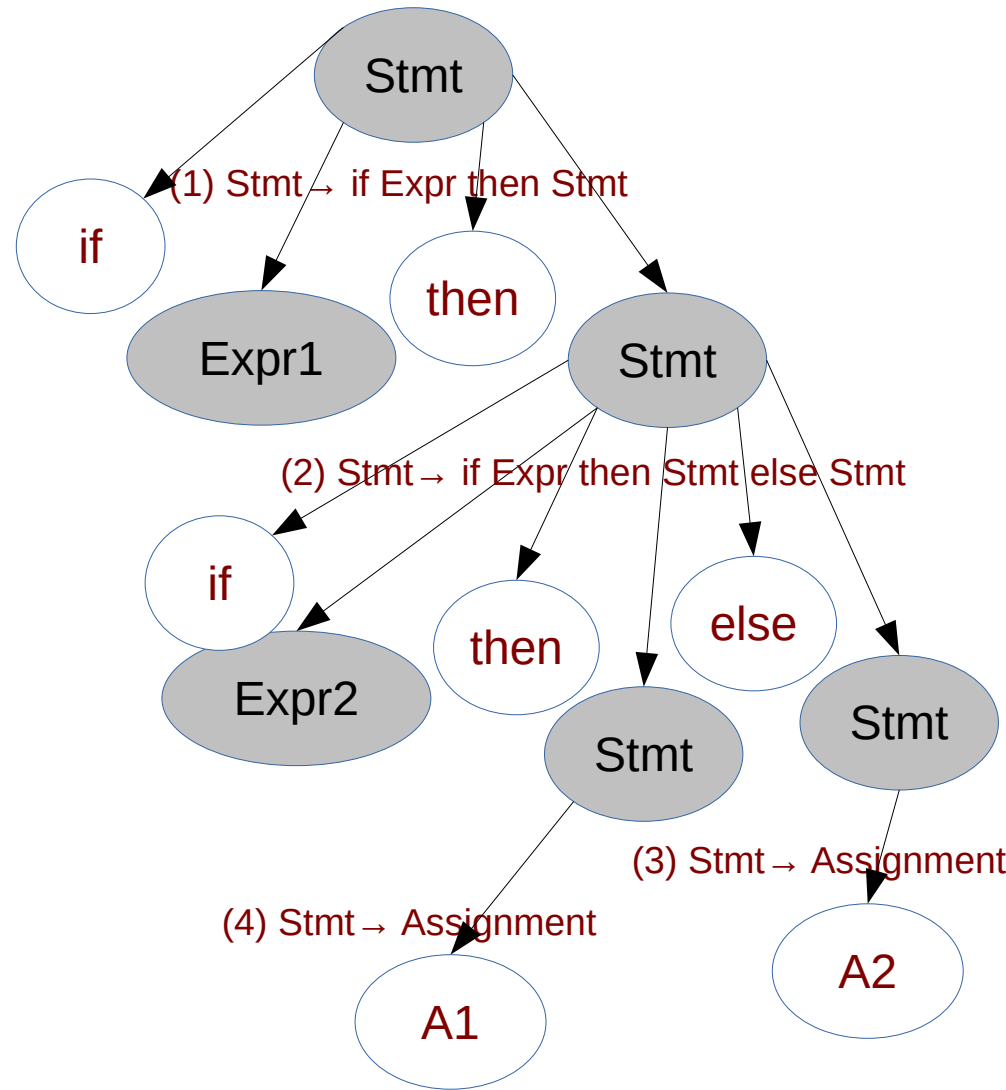 Stmt
(1) Stmt→ if Expr then Stmt
if
then
Expr1
Stmt
(2) Stmt→ if Expr then Stmt else Stmt
if
else
then
Expr2
Stmt
Stmt
(3) Stmt→ Assignment
(4) Stmt→ Assignment
A2
A1